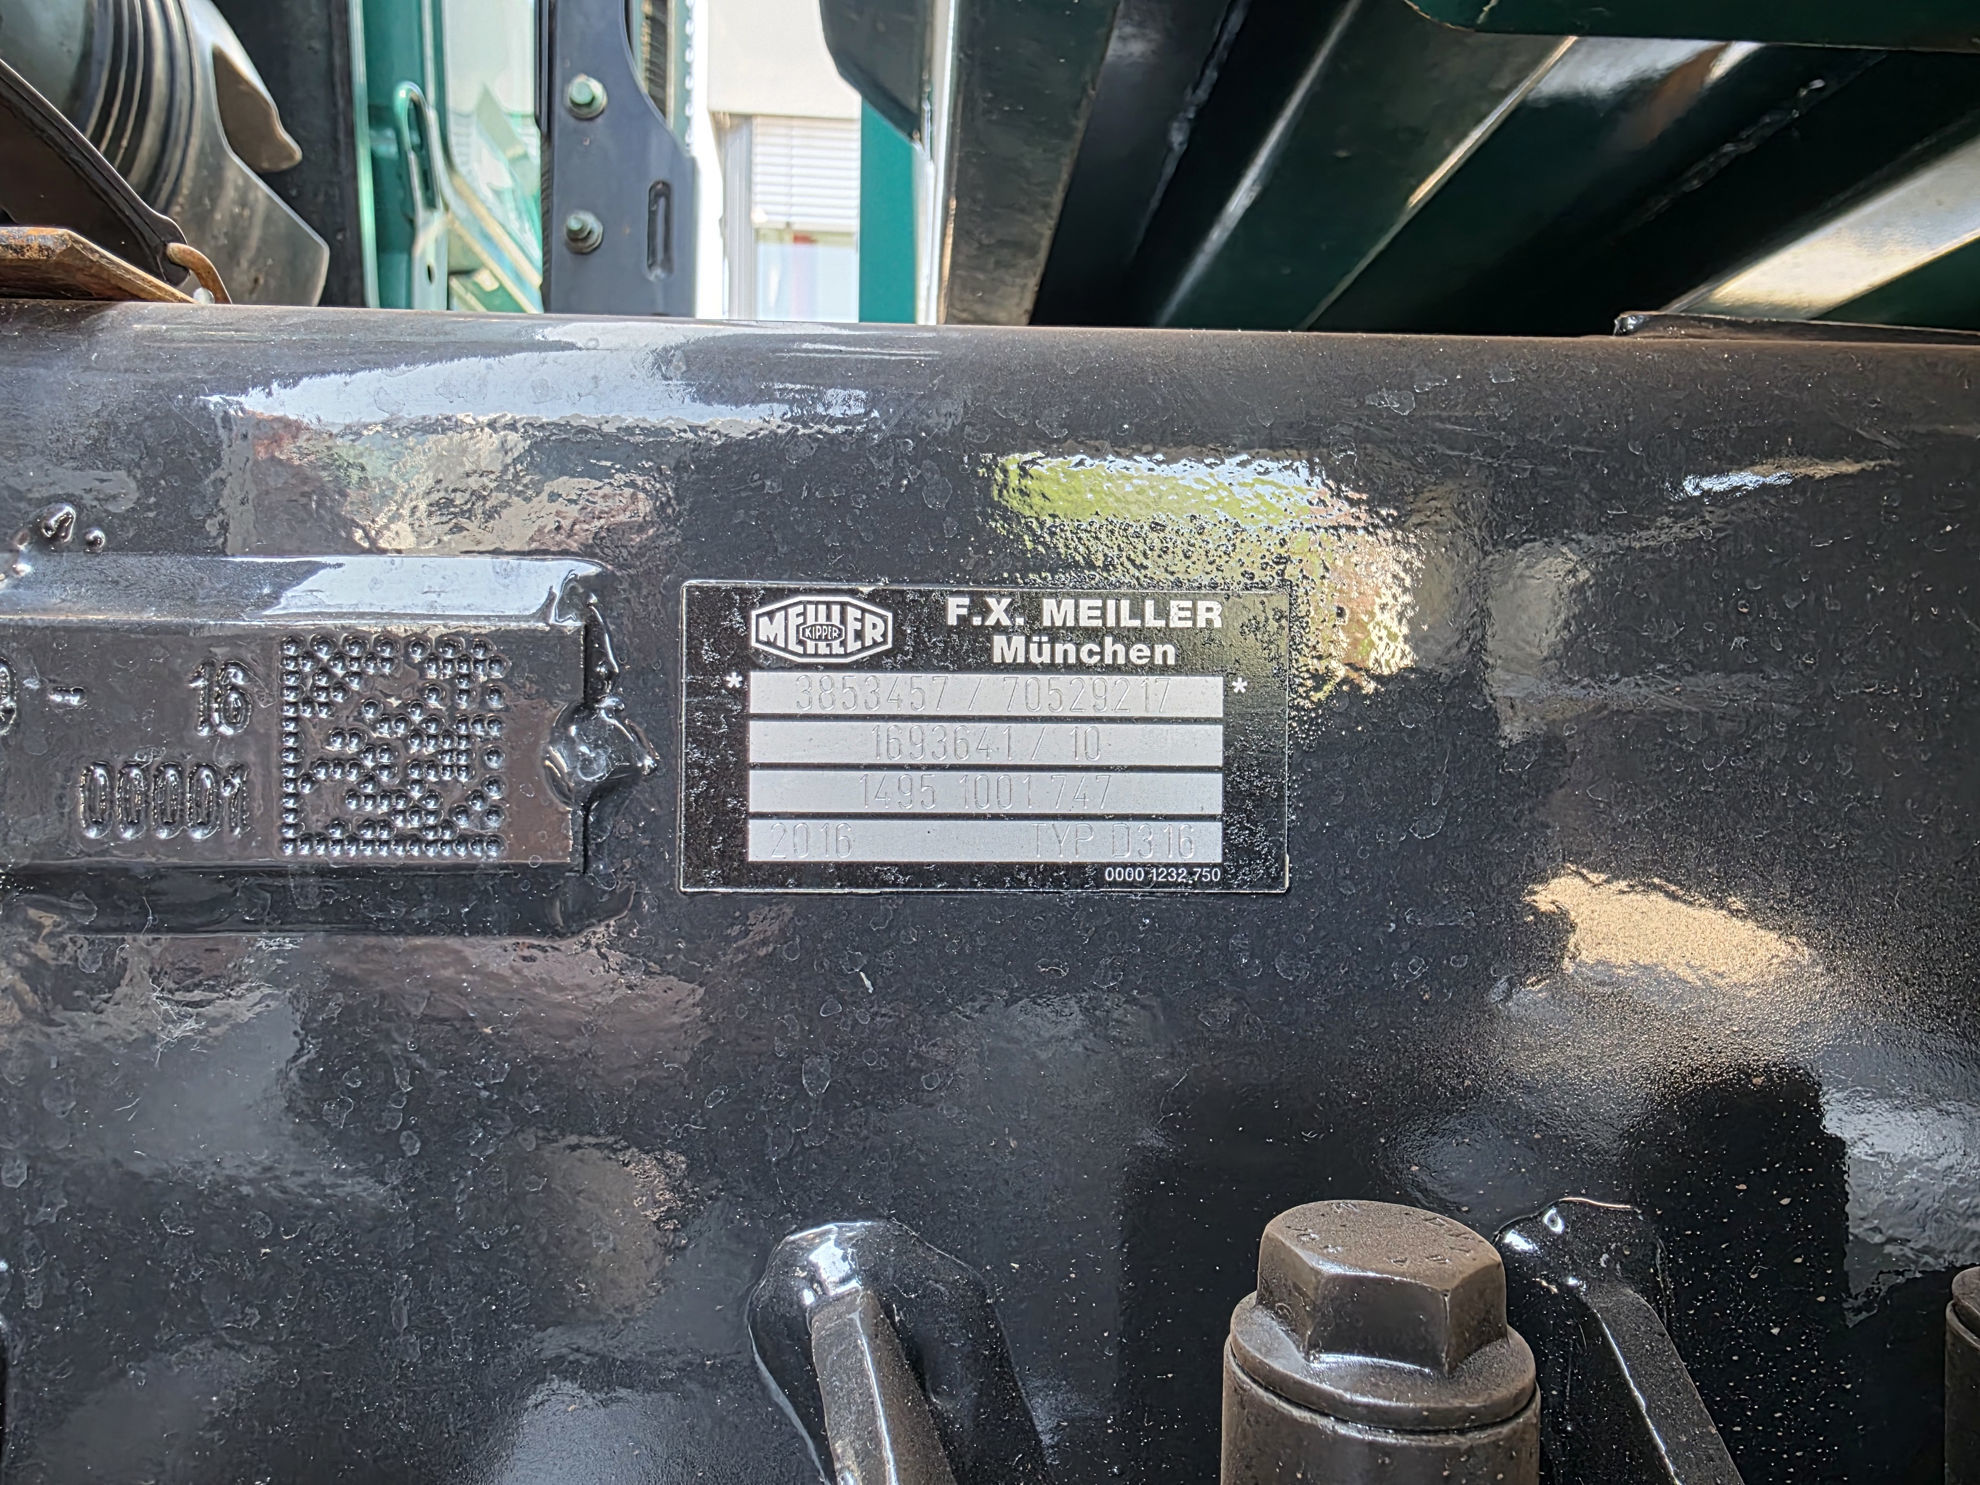 MEILLER
KIPPER
F.X. MEILLER
München
* 3853457 / 70529217 *
1693641 / 10
1495 1001 747
2016 TYP D316
0000 1232 750
- 16
00001